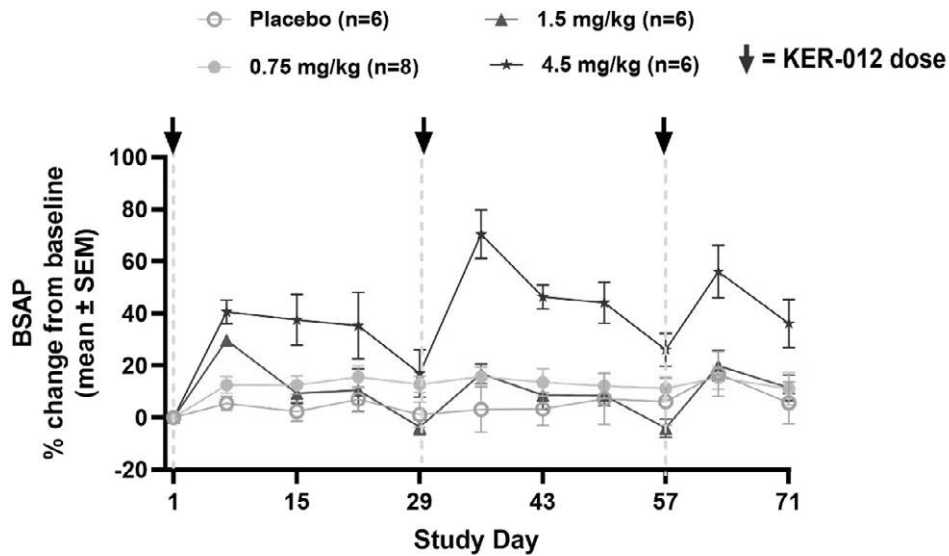 Placebo (n=6)
1.5 mg/kg (n=6)
0.75 mg/kg (n=8)
4.5 mg/kg (n=6)
= KER-012 dose
BSAP
% change from baseline
(mean ± SEM)
100
80
60
40
20
0
-20
1
15
29
43
57
71
Study Day